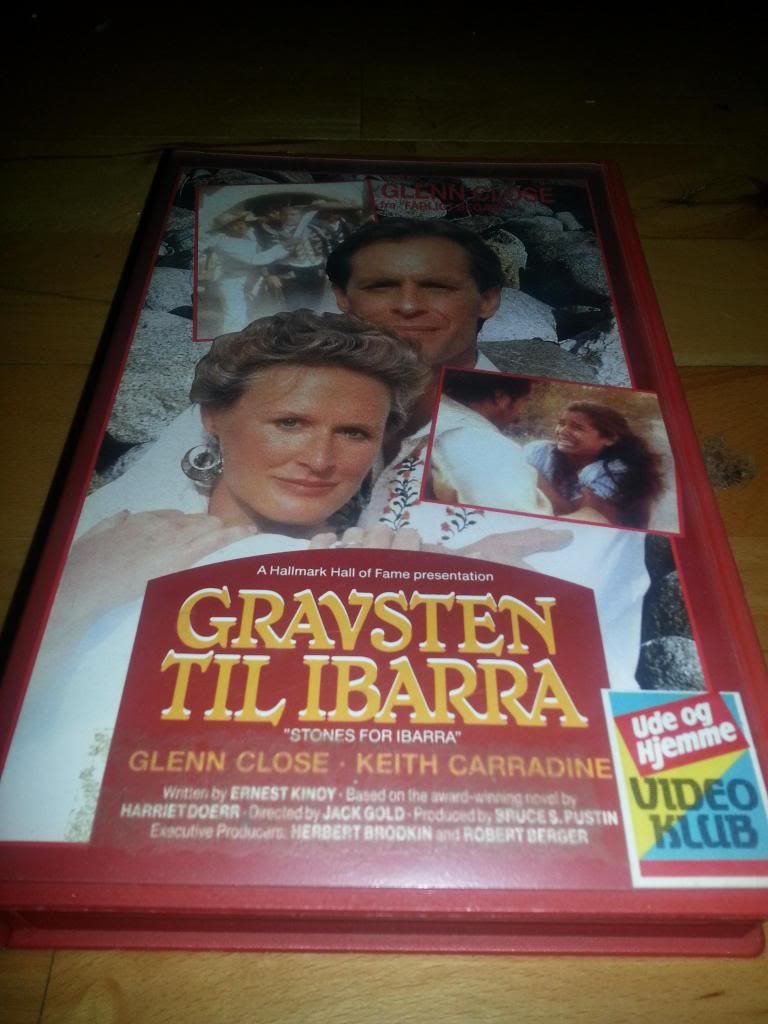 GLENN CLOSE
fra "FARLIG
A Hallmark Hall of Fame presentation
GRAVSTEN
TIL IBARRA
"STONES FOR IBARRA"
GLENN CLOSE · KEITH CARRADINE
Written by ERNEST KINOY · Based on the award-winning novel by
HARRIET DOERR · Directed by JACK GOLD · Produced by BRUCE S. PUSTIN
Executive Producers: HERBERT BRODKIN and ROBERT BERGER
Ude og
Hjemme
VIDEO
KLUB